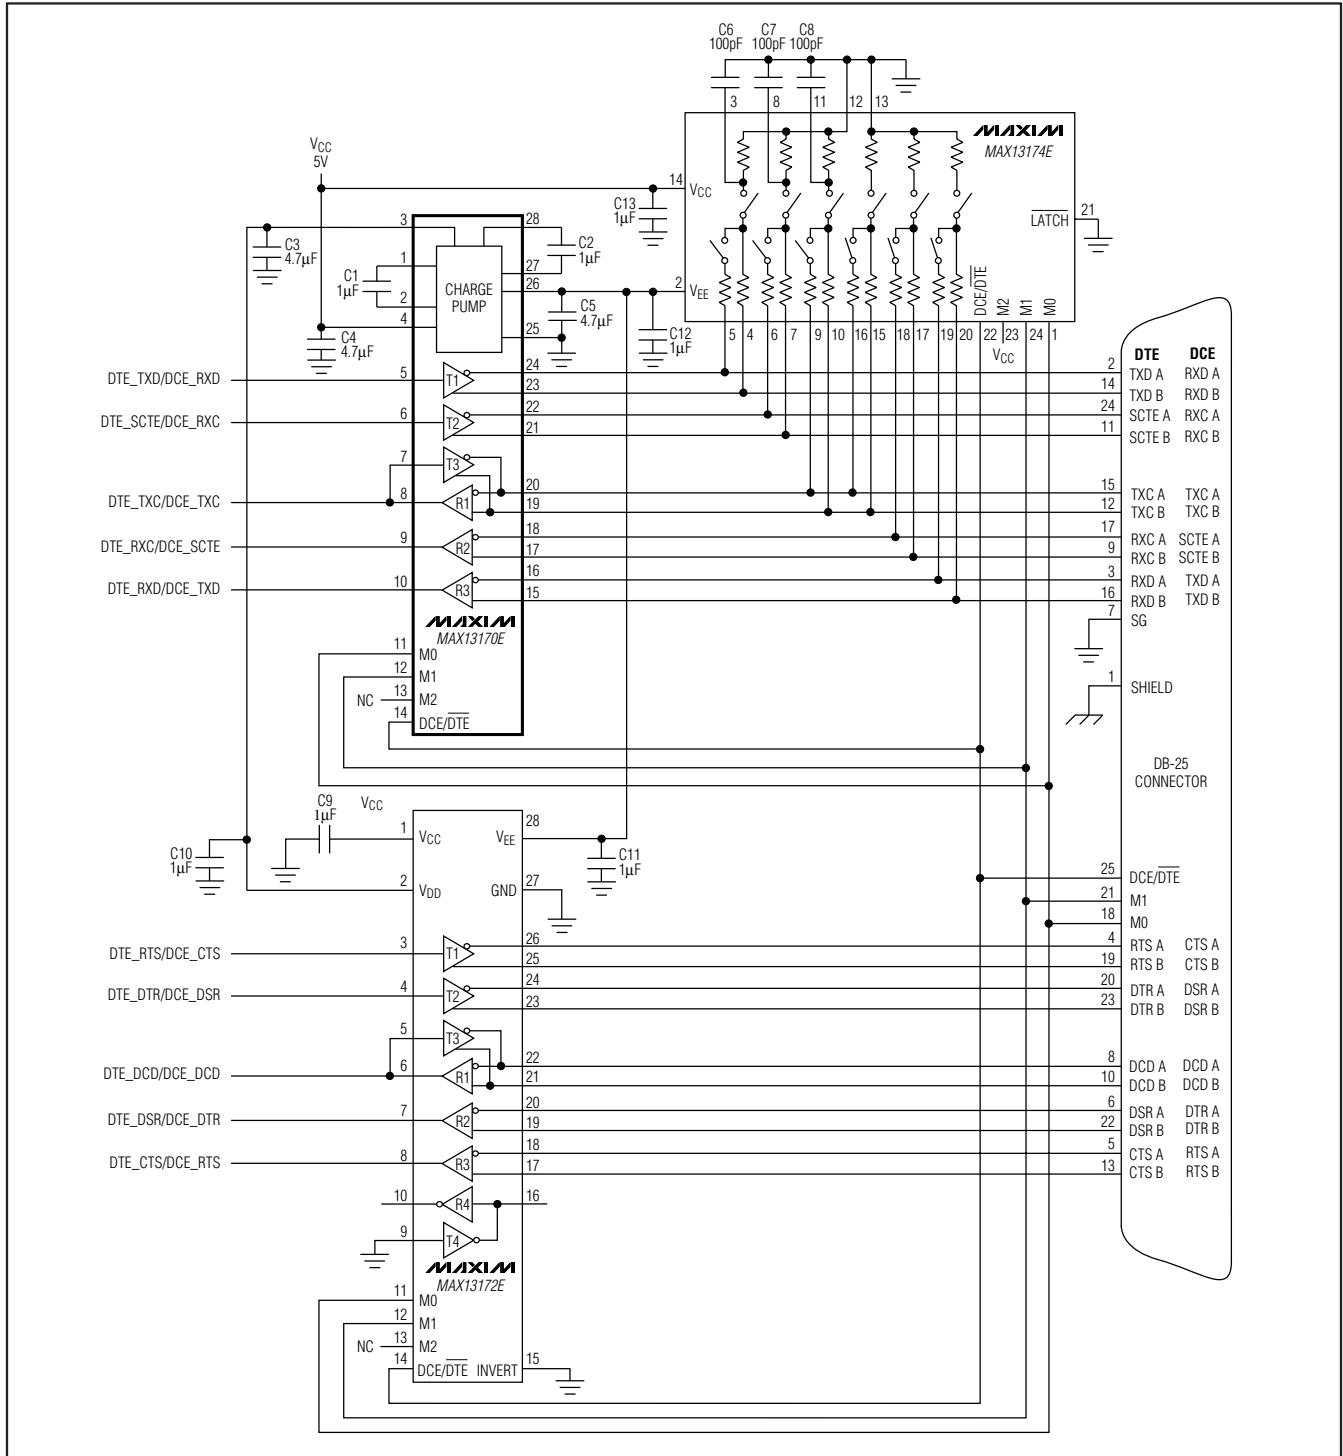 C6 C7 C8
100pF 100pF 100pF
3 8 11 12 13
MAXIM
MAX13174E
VCC
5V
14 VCC
C13
1µF
21
LATCH
3 28
C3
4.7µF
C2
1µF
1 27
C1
1µF
CHARGE
PUMP
26
2 VEE
2
4
C5
4.7µF
25
C4
4.7µF
C12
1µF
DCE/DTE M2 M1 M0
5 4 6 7 9 10 16 15 18 17 19 20 22 23 24 1
VCC
DTE DCE
DTE_TXD/DCE_RXD 5 T1 24 2 TXD A RXD A
23 14 TXD B RXD B
DTE_SCTE/DCE_RXC 6 T2 22 24 SCTE A RXC A
21 11 SCTE B RXC B
7 T3
DTE_TXC/DCE_TXC 8 R1 20 15 TXC A TXC A
19 12 TXC B TXC B
DTE_RXC/DCE_SCTE 9 R2 18 17 RXC A SCTE A
17 9 RXC B SCTE B
DTE_RXD/DCE_TXD 10 R3 16 3 RXD A TXD A
15 16 RXD B TXD B
7 SG
MAXIM
MAX13170E
11 M0
12 M1
NC 13 M2
14 DCE/DTE
1 SHIELD
DB-25
CONNECTOR
C9
1µF
VCC
1 VCC VEE 28
C10
1µF
C11
1µF
2 VDD GND 27
25 DCE/DTE
21 M1
18 M0
DTE_RTS/DCE_CTS 3 T1 26 4 RTS A CTS A
25 19 RTS B CTS B
DTE_DTR/DCE_DSR 4 T2 24 20 DTR A DSR A
23 23 DTR B DSR B
5 T3
DTE_DCD/DCE_DCD 6 R1 22 8 DCD A DCD A
21 10 DCD B DCD B
DTE_DSR/DCE_DTR 7 R2 20 6 DSR A DTR A
19 22 DSR B DTR B
DTE_CTS/DCE_RTS 8 R3 18 5 CTS A RTS A
17 13 CTS B RTS B
10 R4 16
9 T4
MAXIM
MAX13172E
11 M0
12 M1
NC 13 M2
14 DCE/DTE INVERT 15